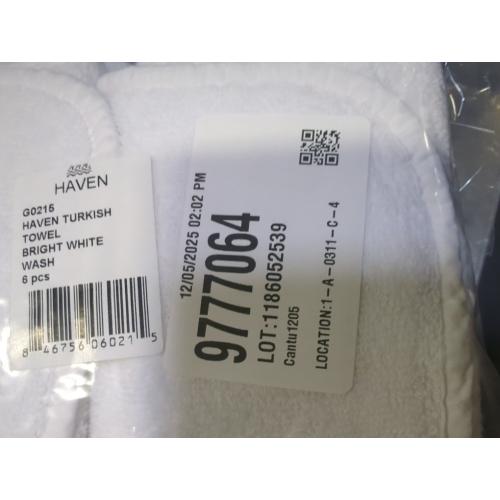 HAVEN
G0215
HAVEN TURKISH
TOWEL
BRIGHT WHITE
WASH
6 pcs
8 46756 06021 5
12/05/2025 02:02 PM
9777064
LOT:1186052539
Cantu1205
LOCATION:1-A-0311-C-4